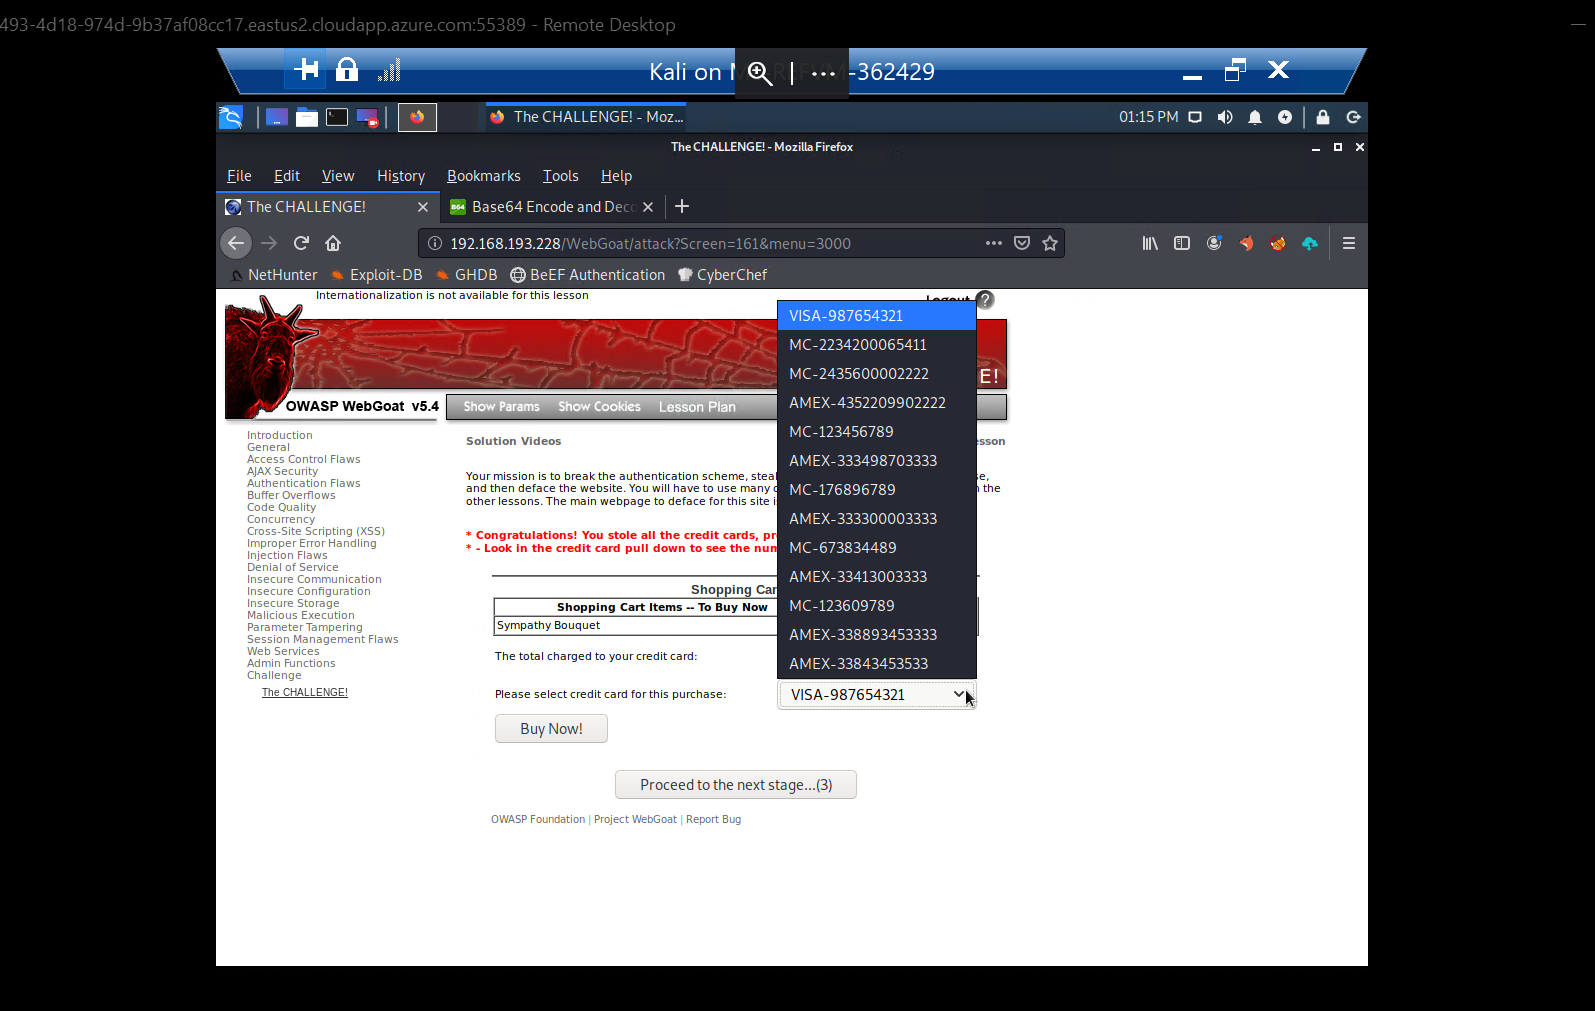 493-4d18-974d-9b37af08cc17.eastus2.cloudapp.azure.com:55389 - Remote Desktop
Kali on M -362429
The CHALLENGE! - Moz...
01:15 PM
The CHALLENGE! - Mozilla Firefox
File Edit View History Bookmarks Tools Help
The CHALLENGE!
B64 Base64 Encode and Deco
192.168.193.228/WebGoat/attack?Screen=161&menu=3000
NetHunter Exploit-DB GHDB BeEF Authentication CyberChef
Internationalization is not available for this lesson
Logout ?
E!
OWASP WebGoat v5.4
Show Params Show Cookies Lesson Plan
Introduction
General
Access Control Flaws
AJAX Security
Authentication Flaws
Buffer Overflows
Code Quality
Concurrency
Cross-Site Scripting (XSS)
Improper Error Handling
Injection Flaws
Denial of Service
Insecure Communication
Insecure Configuration
Insecure Storage
Malicious Execution
Parameter Tampering
Session Management Flaws
Web Services
Admin Functions
Challenge
The CHALLENGE!
Solution Videos
esson
Your mission is to break the authentication scheme, steal se,
and then deface the website. You will have to use many o n the
other lessons. The main webpage to deface for this site i
* Congratulations! You stole all the credit cards, pr
* - Look in the credit card pull down to see the num
Shopping Car
Shopping Cart Items -- To Buy Now
Sympathy Bouquet
The total charged to your credit card:
Please select credit card for this purchase:
VISA-987654321
MC-2234200065411
MC-2435600002222
AMEX-4352209902222
MC-123456789
AMEX-333498703333
MC-176896789
AMEX-333300003333
MC-673834489
AMEX-33413003333
MC-123609789
AMEX-338893453333
AMEX-33843453533
VISA-987654321
Buy Now!
Proceed to the next stage...(3)
OWASP Foundation | Project WebGoat | Report Bug